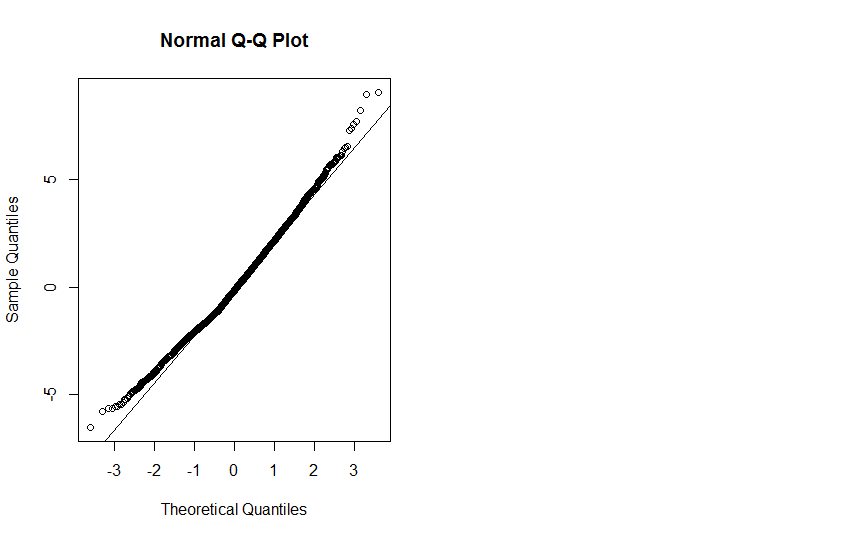 Normal Q-Q Plot
Sample Quantiles
5
0
-5
-3 -2 -1 0 1 2 3
Theoretical Quantiles